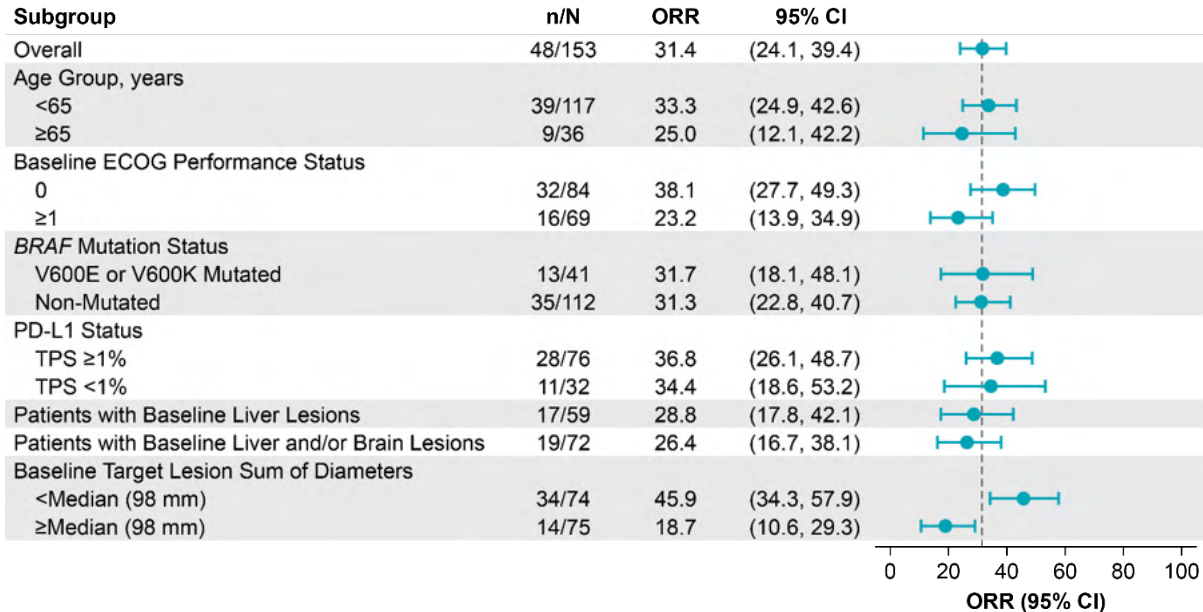 Subgroup n/N ORR 95% CI
Overall 48/153 31.4 (24.1, 39.4)
Age Group, years
<65 39/117 33.3 (24.9, 42.6)
≥65 9/36 25.0 (12.1, 42.2)
Baseline ECOG Performance Status
0 32/84 38.1 (27.7, 49.3)
≥1 16/69 23.2 (13.9, 34.9)
BRAF Mutation Status
V600E or V600K Mutated 13/41 31.7 (18.1, 48.1)
Non-Mutated 35/112 31.3 (22.8, 40.7)
PD-L1 Status
TPS ≥1% 28/76 36.8 (26.1, 48.7)
TPS <1% 11/32 34.4 (18.6, 53.2)
Patients with Baseline Liver Lesions 17/59 28.8 (17.8, 42.1)
Patients with Baseline Liver and/or Brain Lesions 19/72 26.4 (16.7, 38.1)
Baseline Target Lesion Sum of Diameters
<Median (98 mm) 34/74 45.9 (34.3, 57.9)
≥Median (98 mm) 14/75 18.7 (10.6, 29.3)
0 20 40 60 80 100
ORR (95% CI)